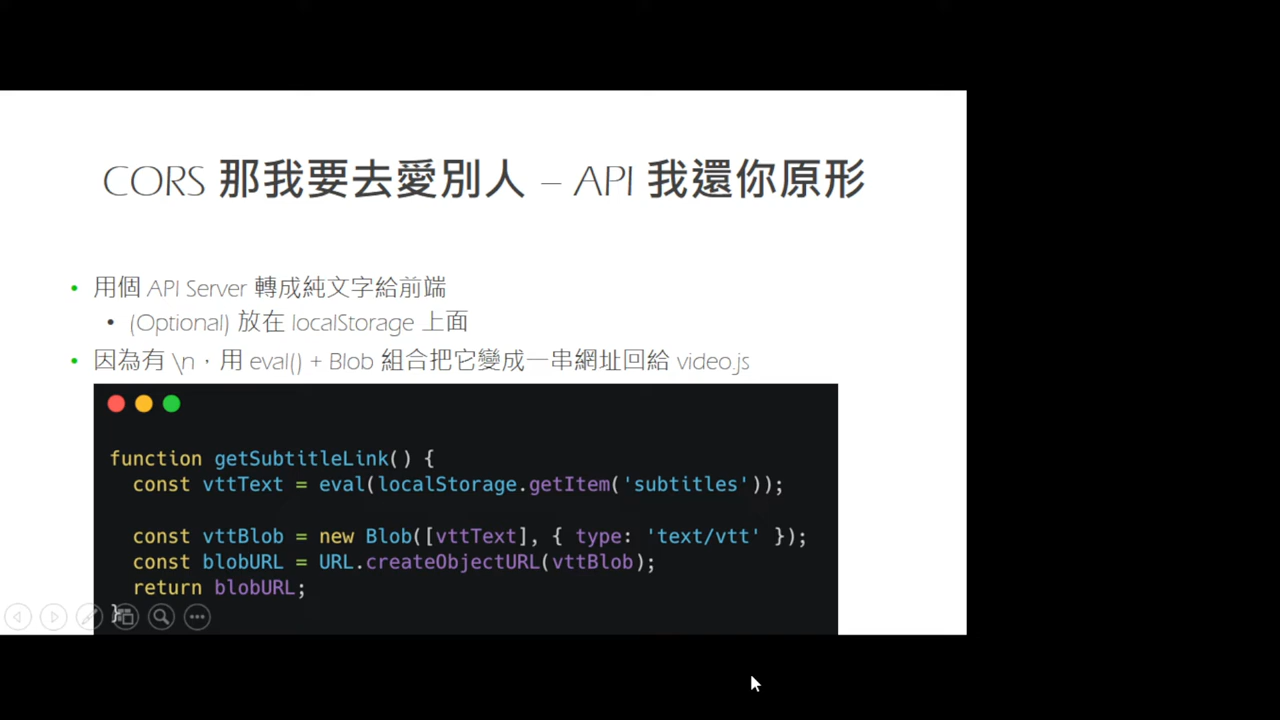 CORS 那我要去愛別人 – API 我還你原形
• 用個 API Server 轉成純文字給前端
• (Optional) 放在 localStorage 上面
• 因為有 \n，用 eval() + Blob 組合把它變成一串網址回給 video.js
function getSubtitleLink() {
const vttText = eval(localStorage.getItem('subtitles'));
const vttBlob = new Blob([vttText], { type: 'text/vtt' });
const blobURL = URL.createObjectURL(vttBlob);
return blobURL;
}